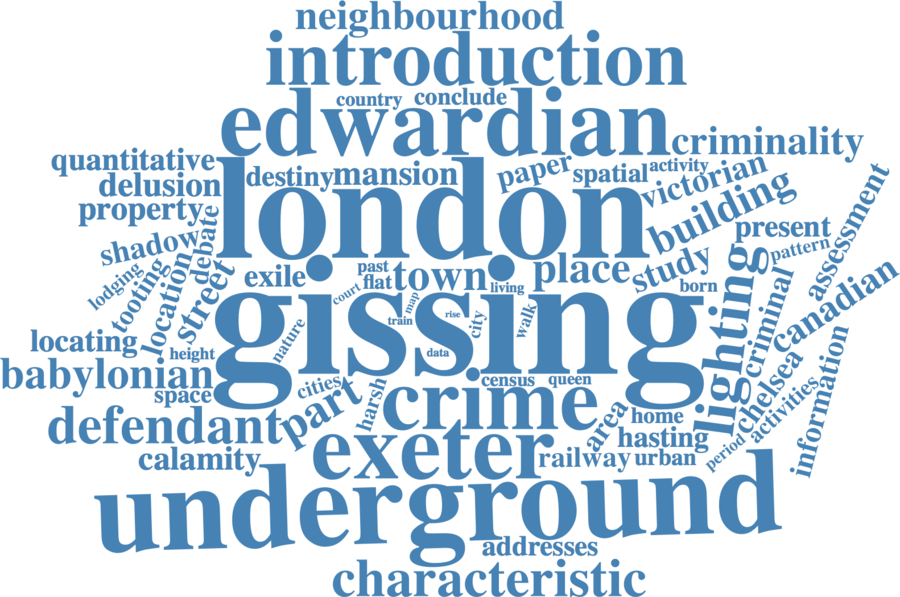 neighbourhood
introduction
country conclude
edwardian
criminality
quantitative
destiny mansion paper spatial activity
delusion
london
victorian
property
building
assessment
shadow
debate
present
pattern
lodging
tooting
location
street
exile
past
flat
town
living
place
study
born
court
map
gissing
lighting
criminal
canadian
nature
train
rise
city
walk
data
locating
height
babylonian
space
cities
part
harsh
census queen
crime
chelsea
activities
information
defendant
area
home
hasting
period
calamity
exeter
railway urban
underground
addresses
characteristic